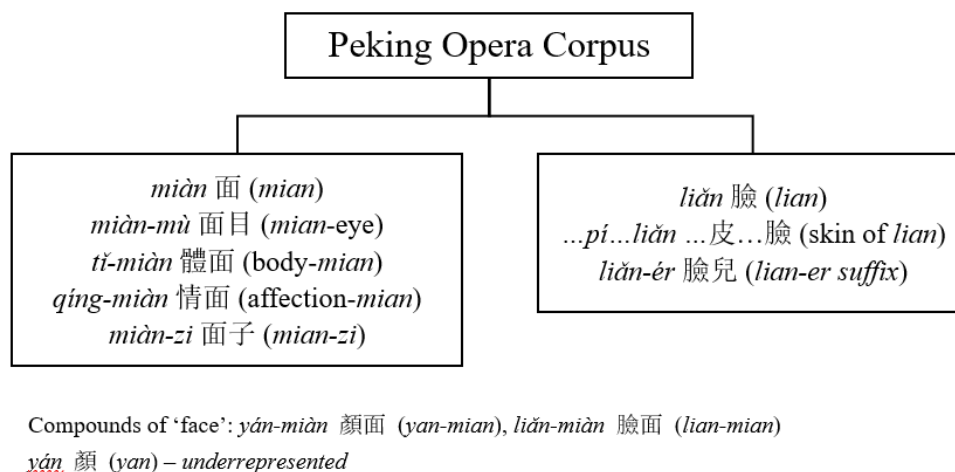 Peking Opera Corpus
miàn 面 (mian)
miàn-mù 面目 (mian-eye)
tǐ-miàn 體面 (body-mian)
qíng-miàn 情面 (affection-mian)
miàn-zi 面子 (mian-zi)
liǎn 臉 (lian)
...pí...liǎn ...皮...臉 (skin of lian)
liǎn-ér 臉兒 (lian-er suffix)
Compounds of ‘face’: yán-miàn 顏面 (yan-mian), liǎn-miàn 臉面 (lian-mian)
yán 顏 (yan) – underrepresented